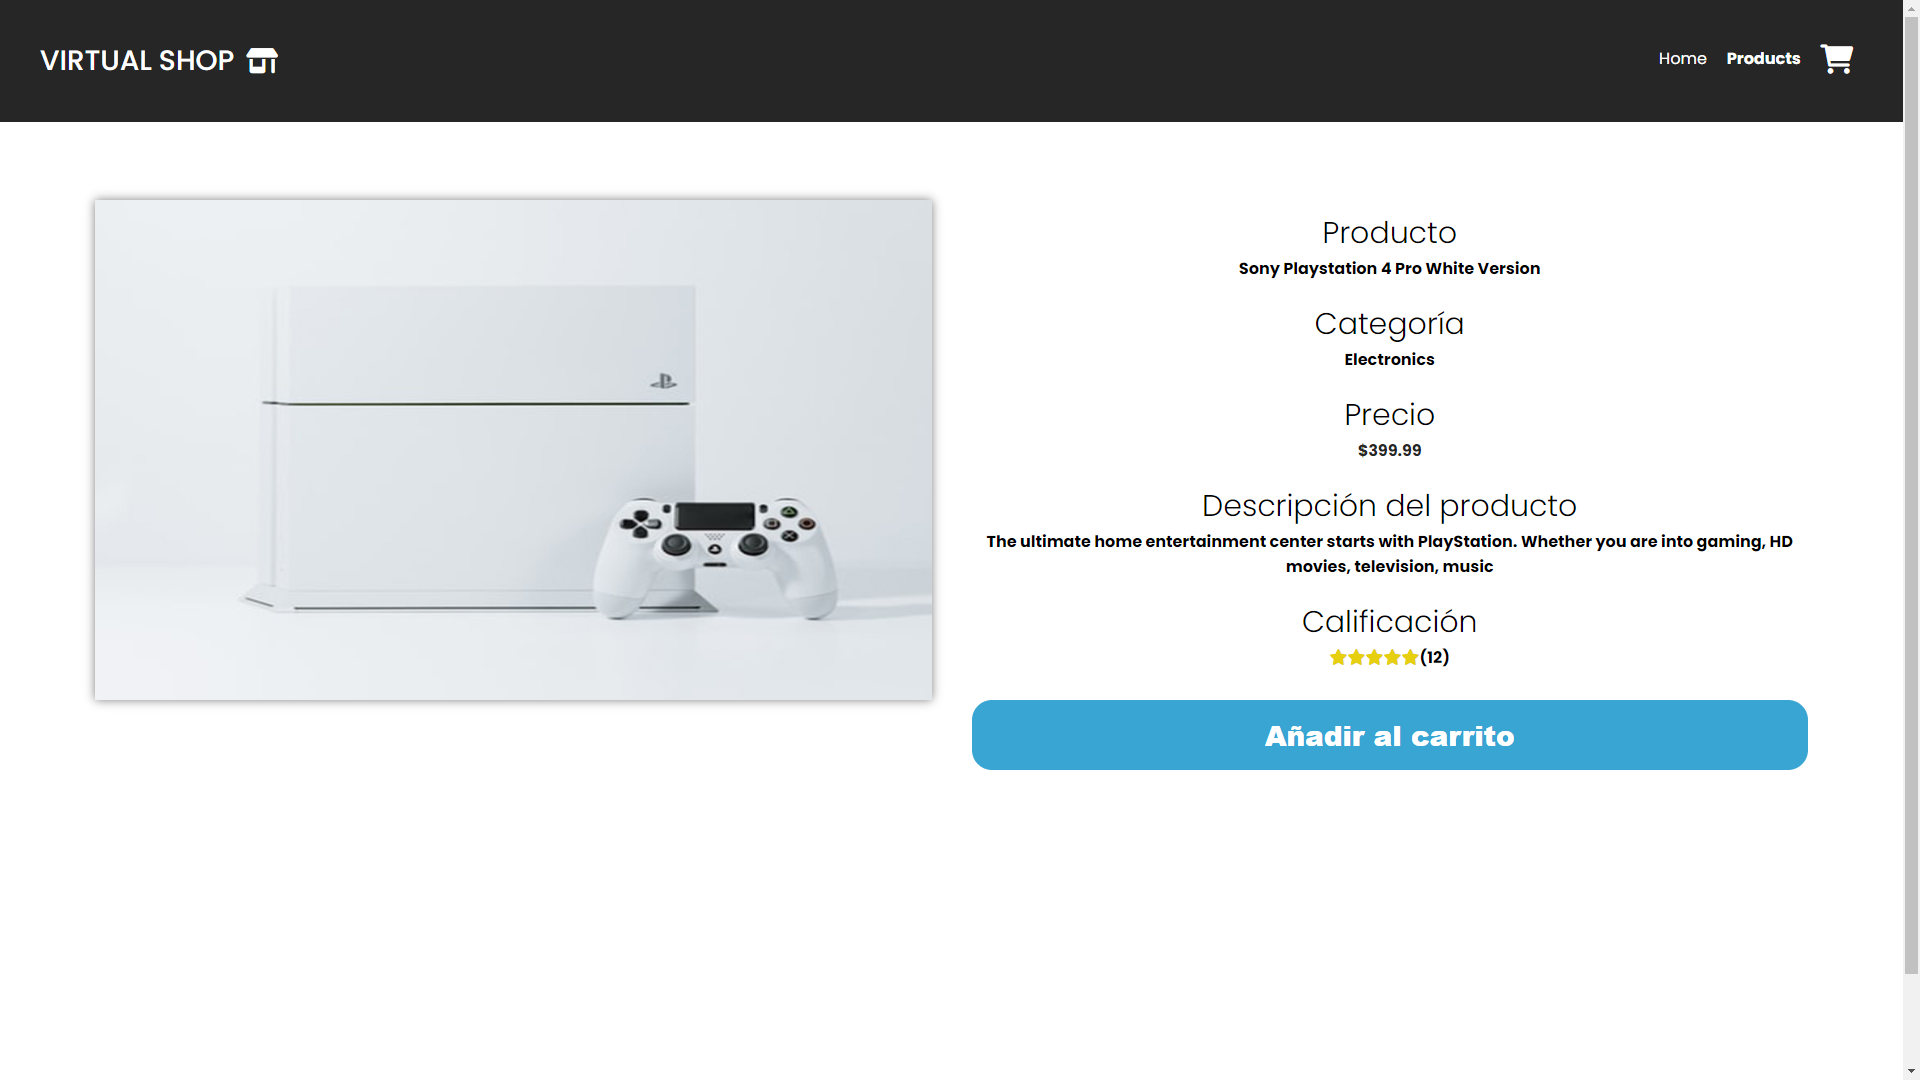 VIRTUAL SHOP
Home
Products
Producto
Sony Playstation 4 Pro White Version
Categoría
Electronics
Precio
$399.99
Descripción del producto
The ultimate home entertainment center starts with PlayStation. Whether you are into gaming, HD
movies, television, music
Calificación
(12)
Añadir al carrito